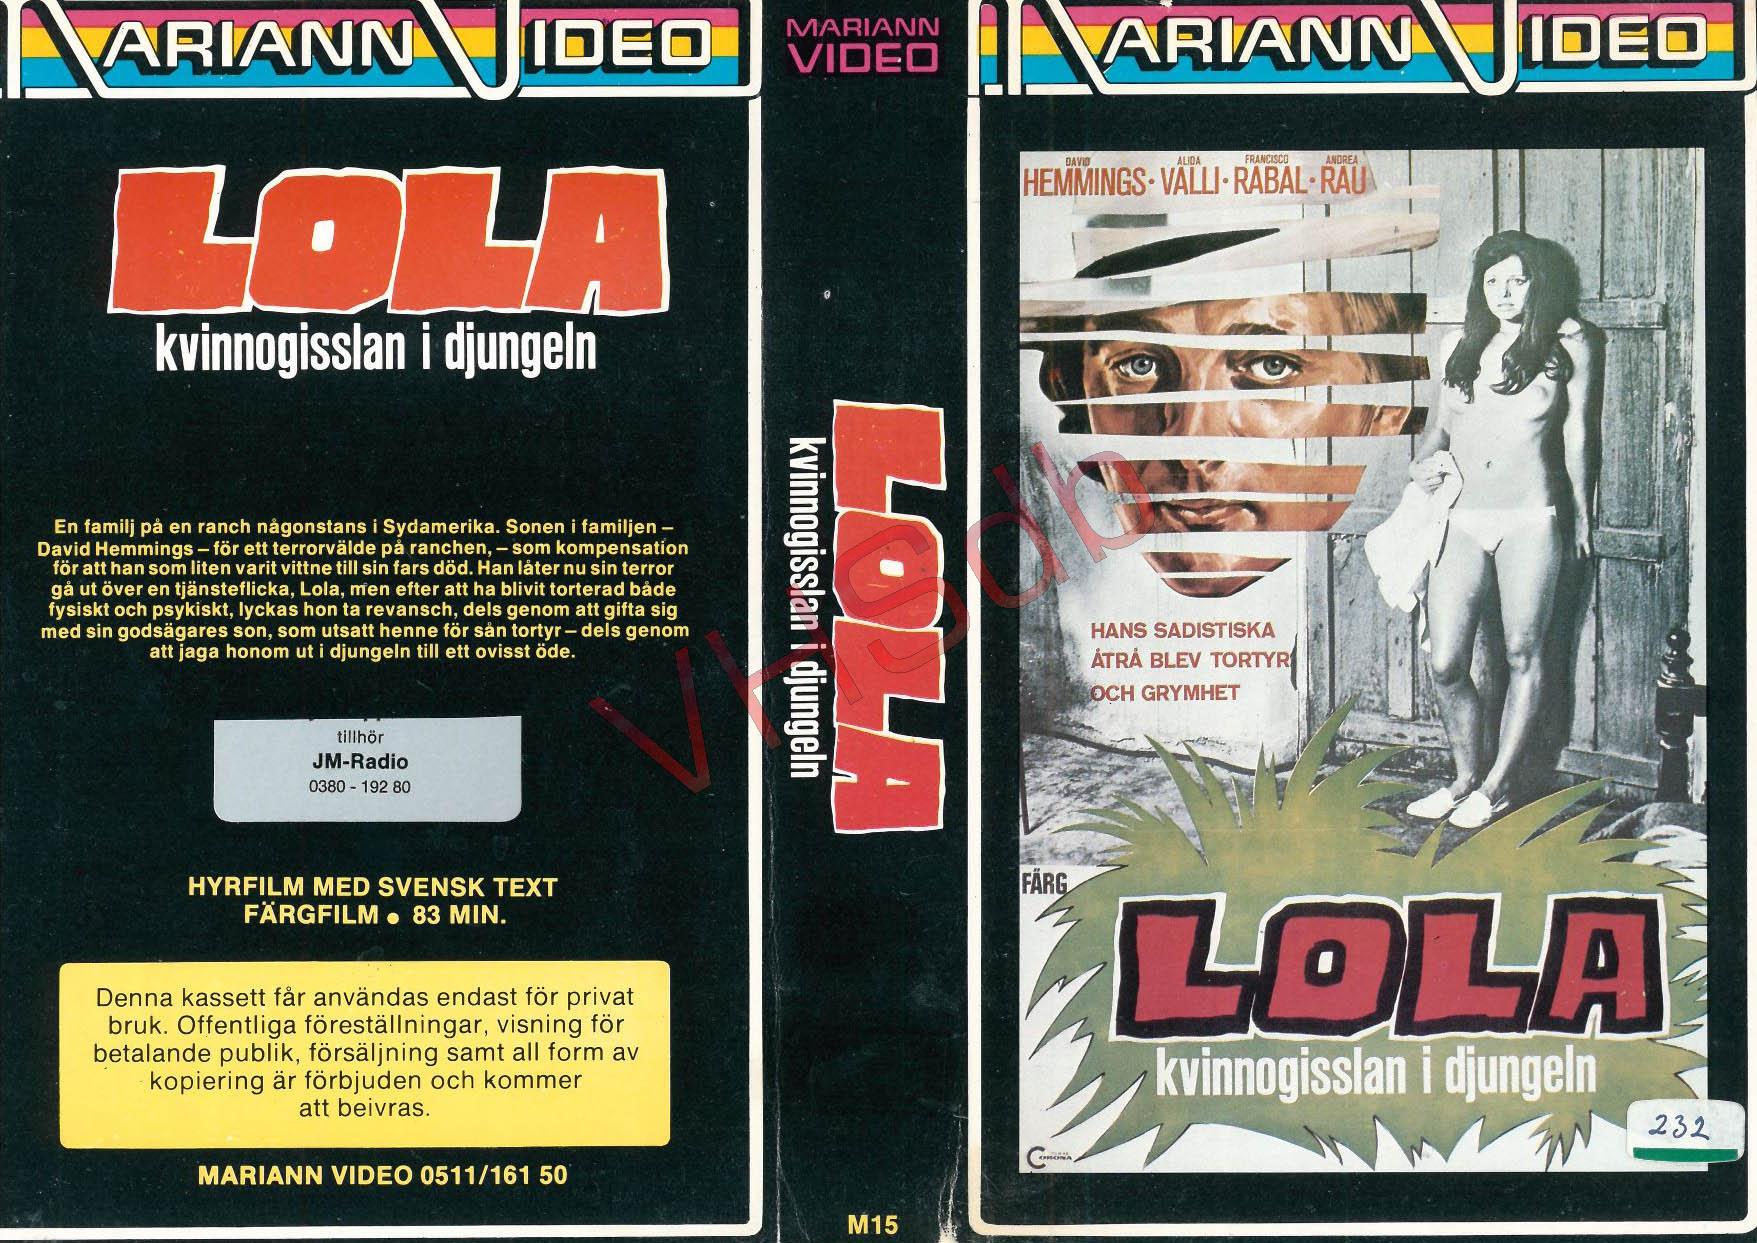 MARIANN VIDEO
LOLA
kvinnogisslan i djungeln
En familj på en ranch någonstans i Sydamerika. Sonen i familjen –
David Hemmings – för ett terrorvälde på ranchen, – som kompensation
för att han som liten varit vittne till sin fars död. Han låter nu sin terror
gå ut över en tjänsteflicka, Lola, men efter att ha blivit torterad både
fysiskt och psykiskt, lyckas hon ta revansch, dels genom att gifta sig
med sin godsägares son, som utsatt henne för sån tortyr – dels genom
att jaga honom ut i djungeln till ett ovisst öde.
tillhör
JM-Radio
0380 - 192 80
HYRFILM MED SVENSK TEXT
FÄRGFILM ● 83 MIN.
Denna kassett får användas endast för privat
bruk. Offentliga föreställningar, visning för
betalande publik, försäljning samt all form av
kopiering är förbjuden och kommer
att beivras.
MARIANN VIDEO 0511/161 50
MARIANN
VIDEO
LOLA
kvinnogisslan i djungeln
M15
VHSdb
MARIANN VIDEO
DAVID ALIDA FRANCISCO ANDREA
HEMMINGS · VALLI · RABAL · RAU
HANS SADISTISKA
ÅTRÅ BLEV TORTYR
OCH GRYMHET
FÄRG
LOLA
kvinnogisslan i djungeln
232
CORONA